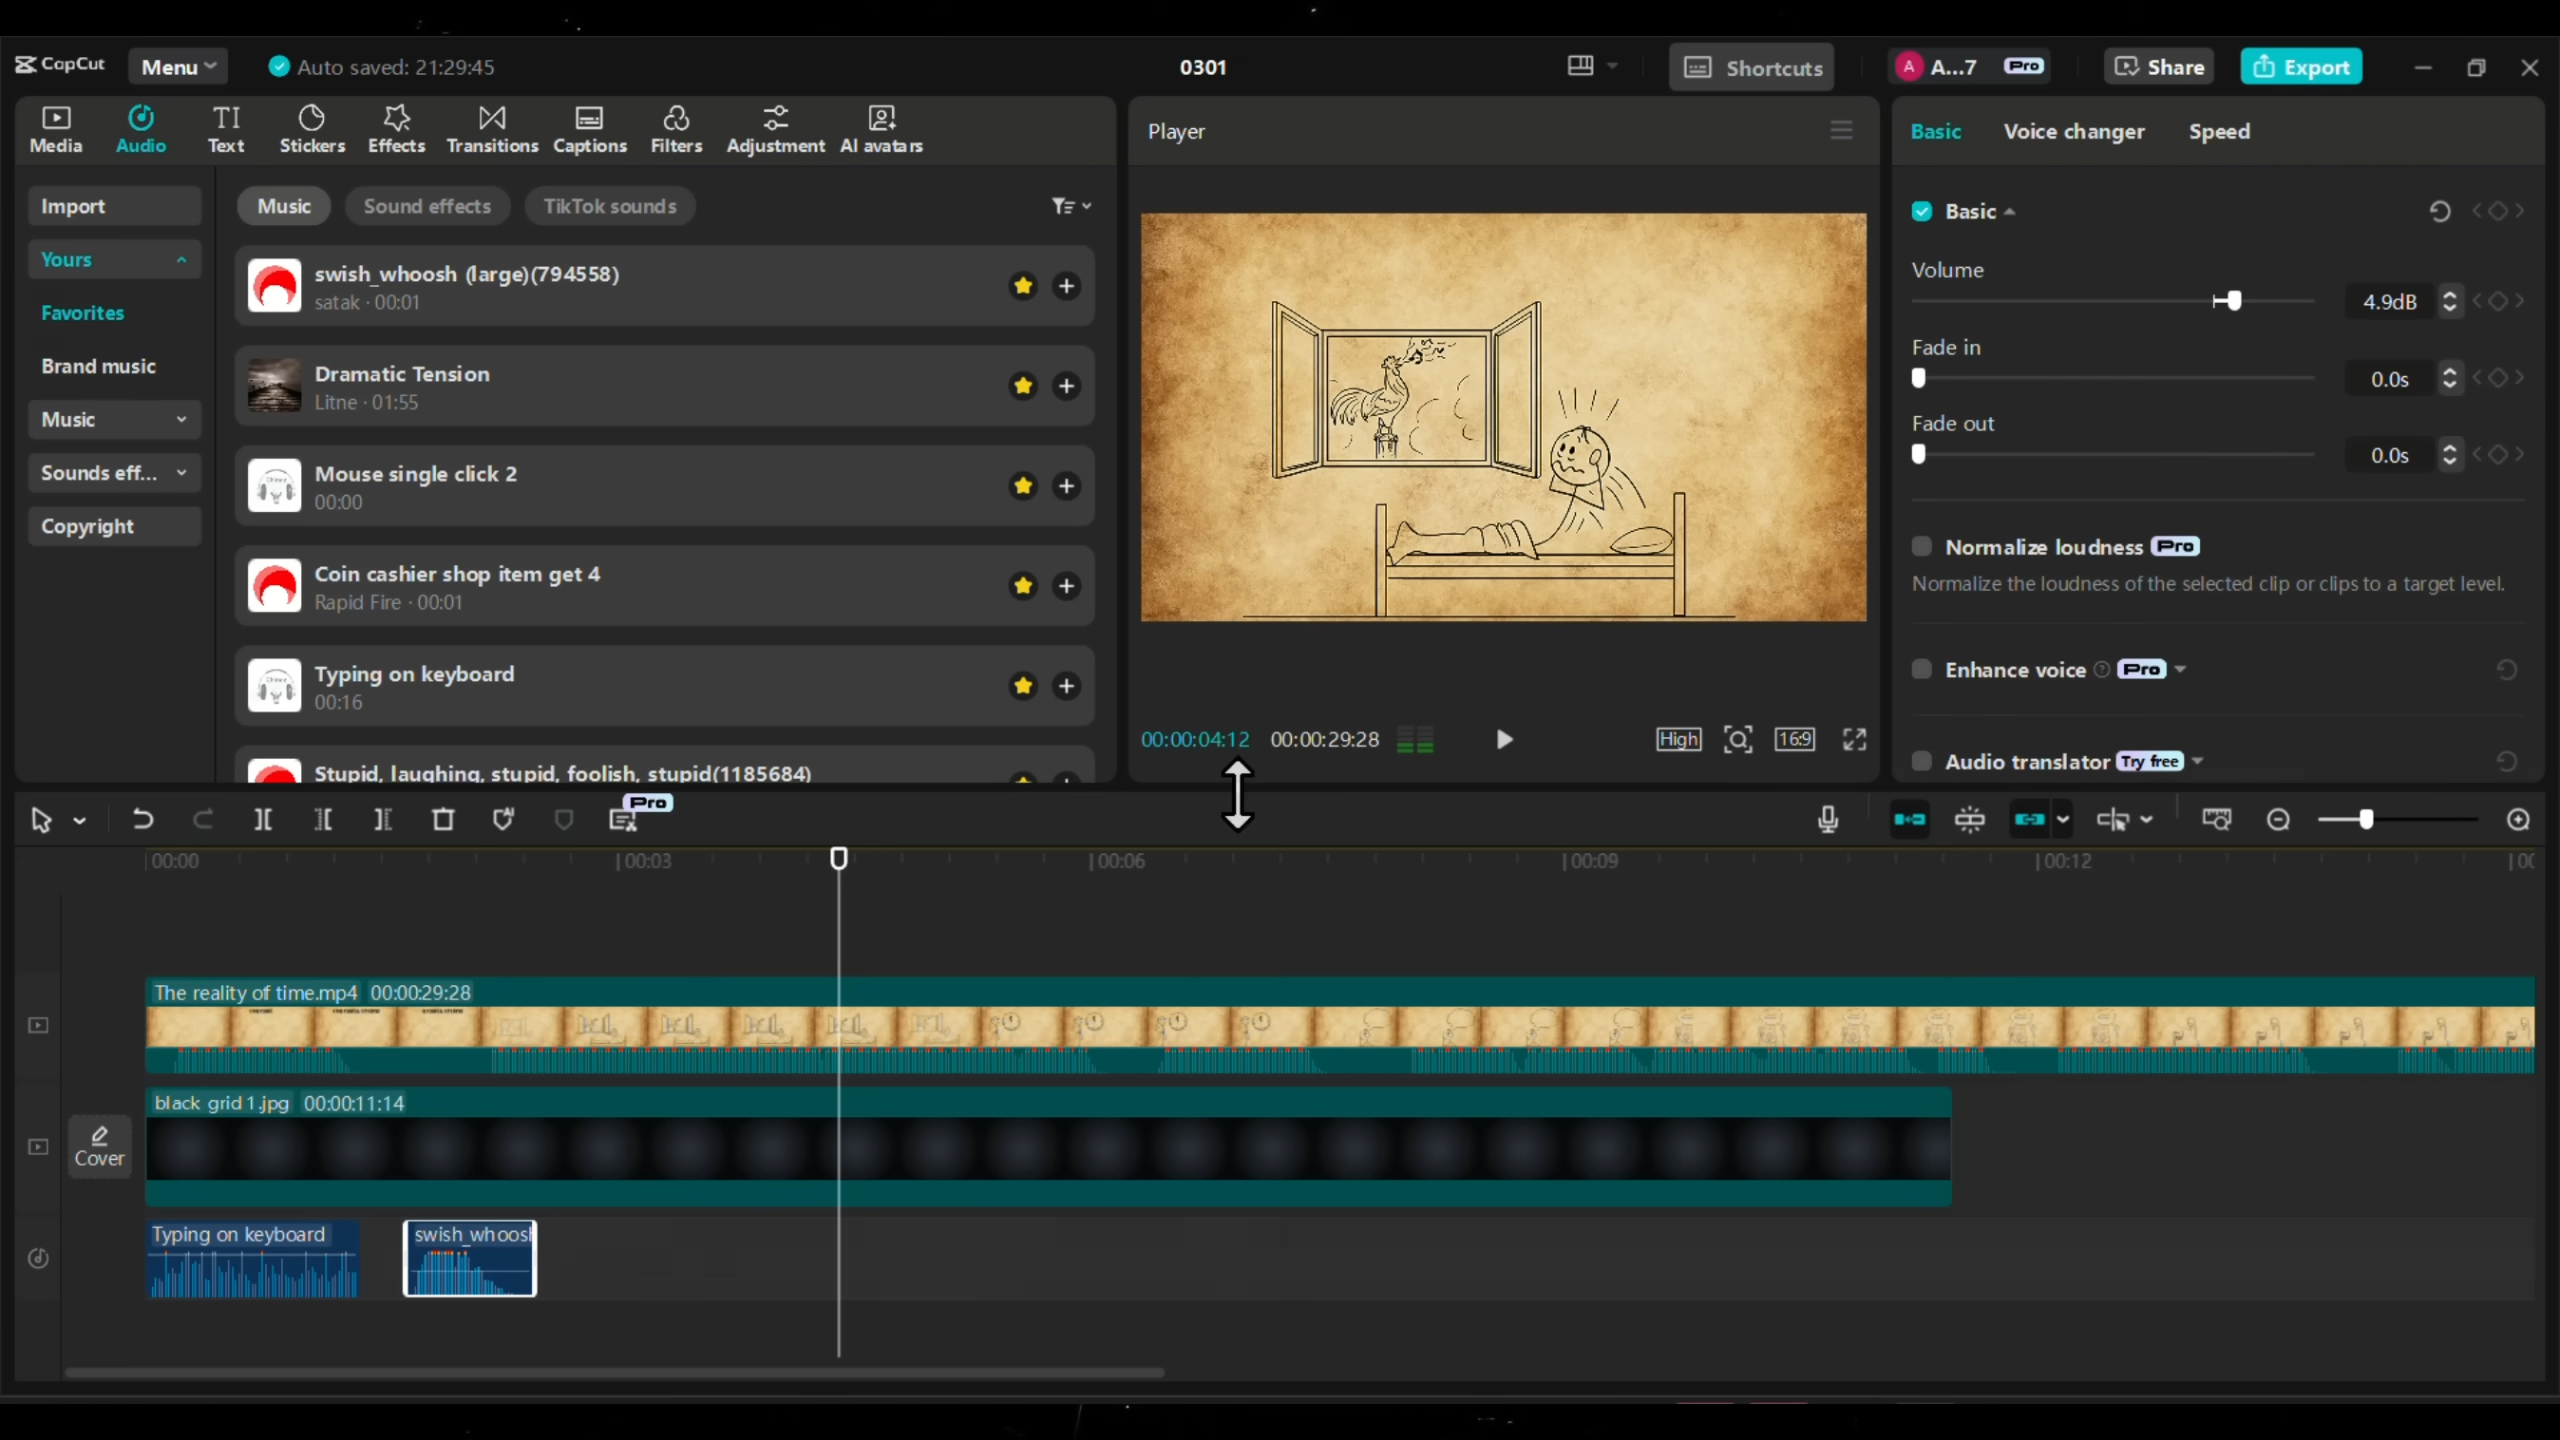 CapCut
Menu
Auto saved: 21:29:45
0301
Shortcuts
A
A...7
Pro
Share
Export
Media
Audio
TI
Text
Stickers
Effects
Transitions
Captions
Filters
Adjustment
AI avatars
Import
Yours
Favorites
Brand music
Music
Sounds eff...
Copyright
Music
Sound effects
TikTok sounds
swish_whoosh (large)(794558)
satak · 00:01
Dramatic Tension
Litne · 01:55
Mouse single click 2
00:00
Coin cashier shop item get 4
Rapid Fire · 00:01
Typing on keyboard
00:16
Stupid, laughing, stupid, foolish, stupid(1185684)
Player
00:00:04:12
00:00:29:28
High
16:9
Basic
Voice changer
Speed
Basic
Volume
4.9dB
Fade in
0.0s
Fade out
0.0s
Normalize loudness Pro
Normalize the loudness of the selected clip or clips to a target level.
Enhance voice Pro
Audio translator Try free
Pro
00:00
00:03
00:06
00:09
00:12
The reality of time.mp4 00:00:29:28
black grid 1.jpg 00:00:11:14
Cover
Typing on keyboard
swish_whoosh